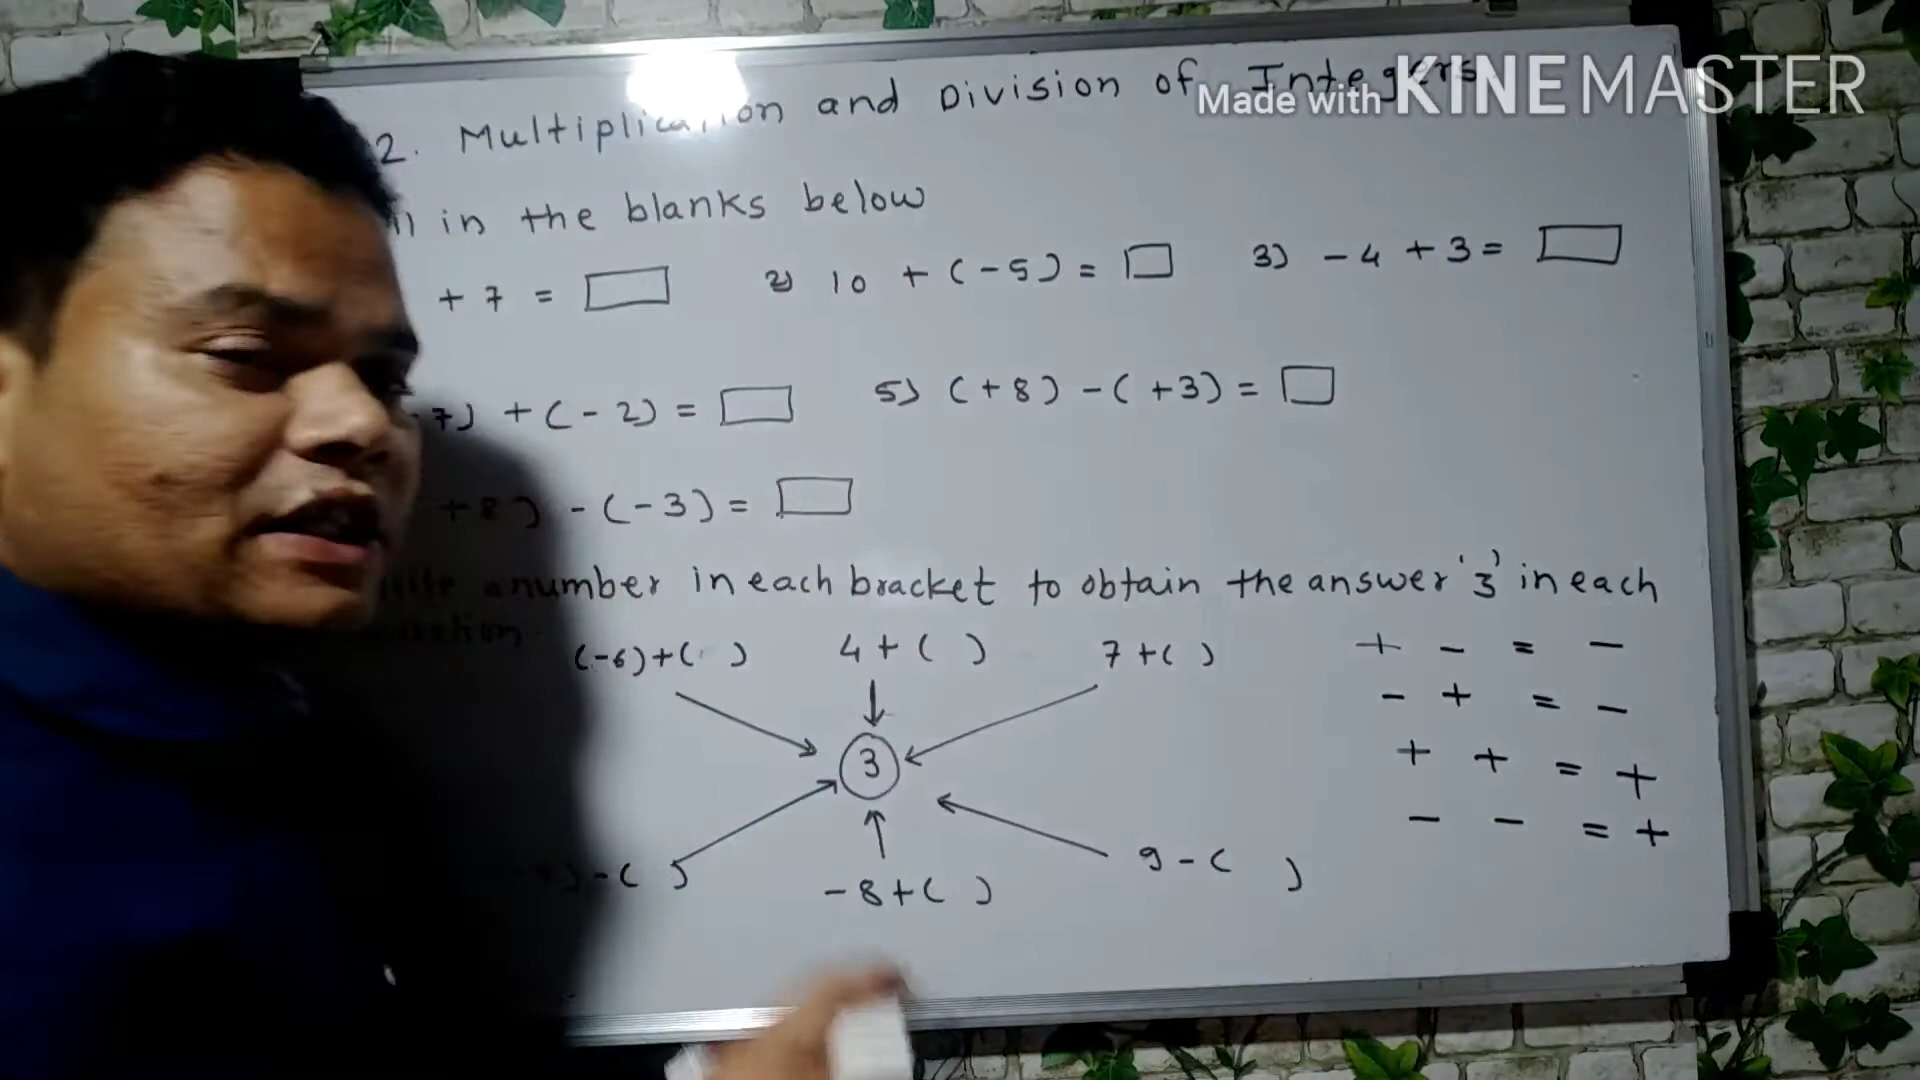 Made with KINEMASTER
2. Multiplication and Division of Integers
in the blanks below
+ 7 =
2) 10 + (-5) =
3) -4 + 3 =
7) + (-2) =
5) (+8) - (+3) =
+8) - (-3) =
a number in each bracket to obtain the answer '3' in each
(-6)+( ) 4+( ) 7+( )
+ - = -
- + = -
+ + = +
- - = +
3
-( ) -8+( ) 9-( )